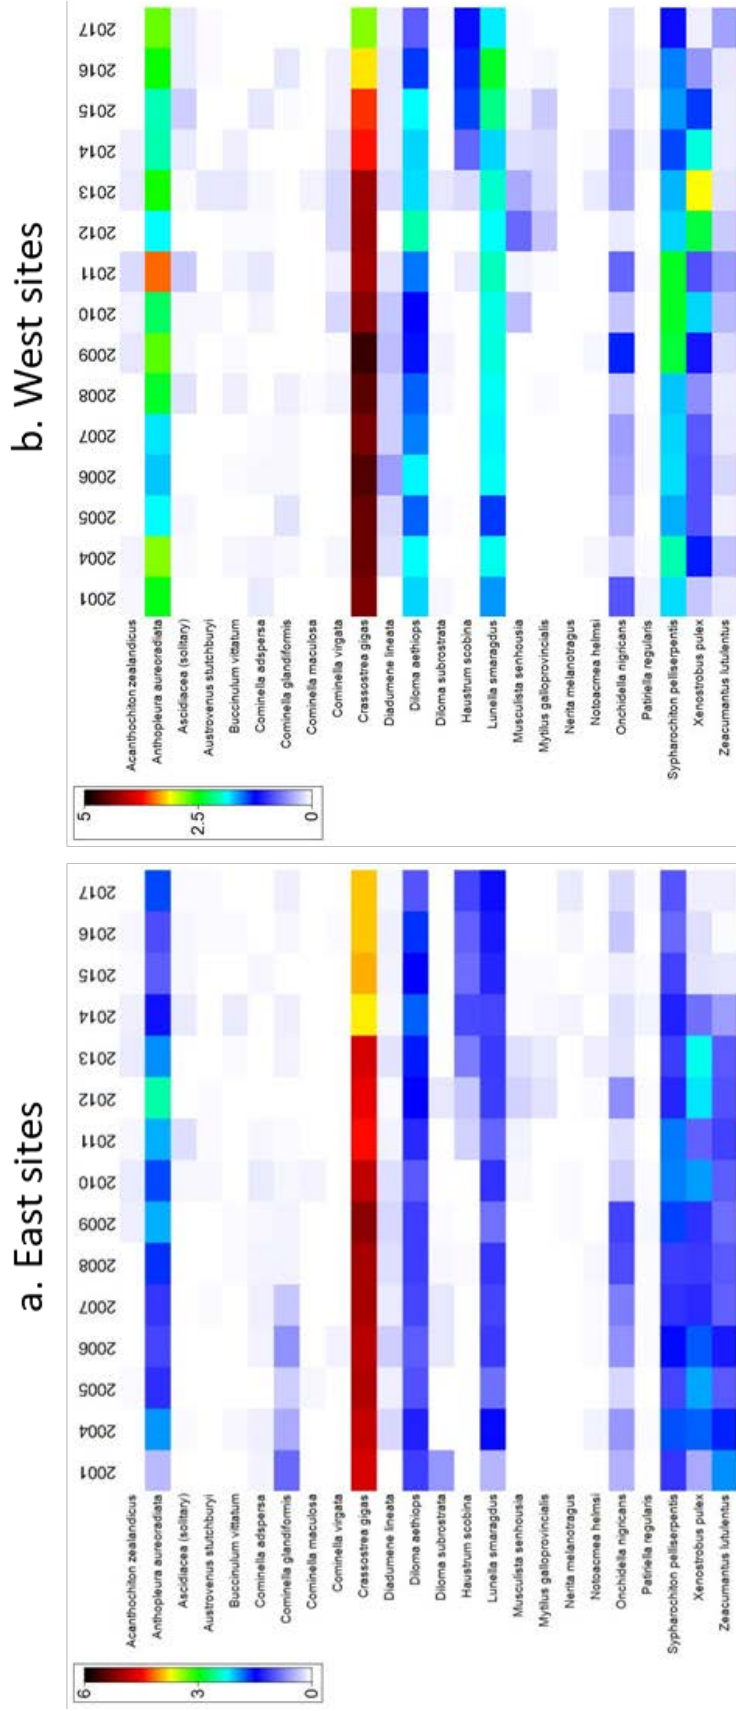 a. East sites
6
3
0
2001
2004
2005
2006
2007
2008
2009
2010
2011
2012
2013
2014
2015
2016
2017
Acanthochiton zealandicus
Anthopleura aureoradiata
Ascidiacea (solitary)
Austrovenus stutchburyi
Buccinulum vittatum
Cominella adspersa
Cominella glandiformis
Cominella maculosa
Cominella virgata
Crassostrea gigas
Diadumene lineata
Diloma aethiops
Diloma subrostrata
Haustrum scobina
Lunella smaragdus
Musculista senhousia
Mytilus galloprovincialis
Nerita melanotragus
Notoacmea helmsi
Onchidella nigricans
Patiriella regularis
Sypharochiton pelliserpentis
Xenostrobus pulex
Zeacumantus lutulentus
b. West sites
5
2.5
0
2001
2004
2005
2006
2007
2008
2009
2010
2011
2012
2013
2014
2015
2016
2017
Acanthochiton zealandicus
Anthopleura aureoradiata
Ascidiacea (solitary)
Austrovenus stutchburyi
Buccinulum vittatum
Cominella adspersa
Cominella glandiformis
Cominella maculosa
Cominella virgata
Crassostrea gigas
Diadumene lineata
Diloma aethiops
Diloma subrostrata
Haustrum scobina
Lunella smaragdus
Musculista senhousia
Mytilus galloprovincialis
Nerita melanotragus
Notoacmea helmsi
Onchidella nigricans
Patiriella regularis
Sypharochiton pelliserpentis
Xenostrobus pulex
Zeacumantus lutulentus